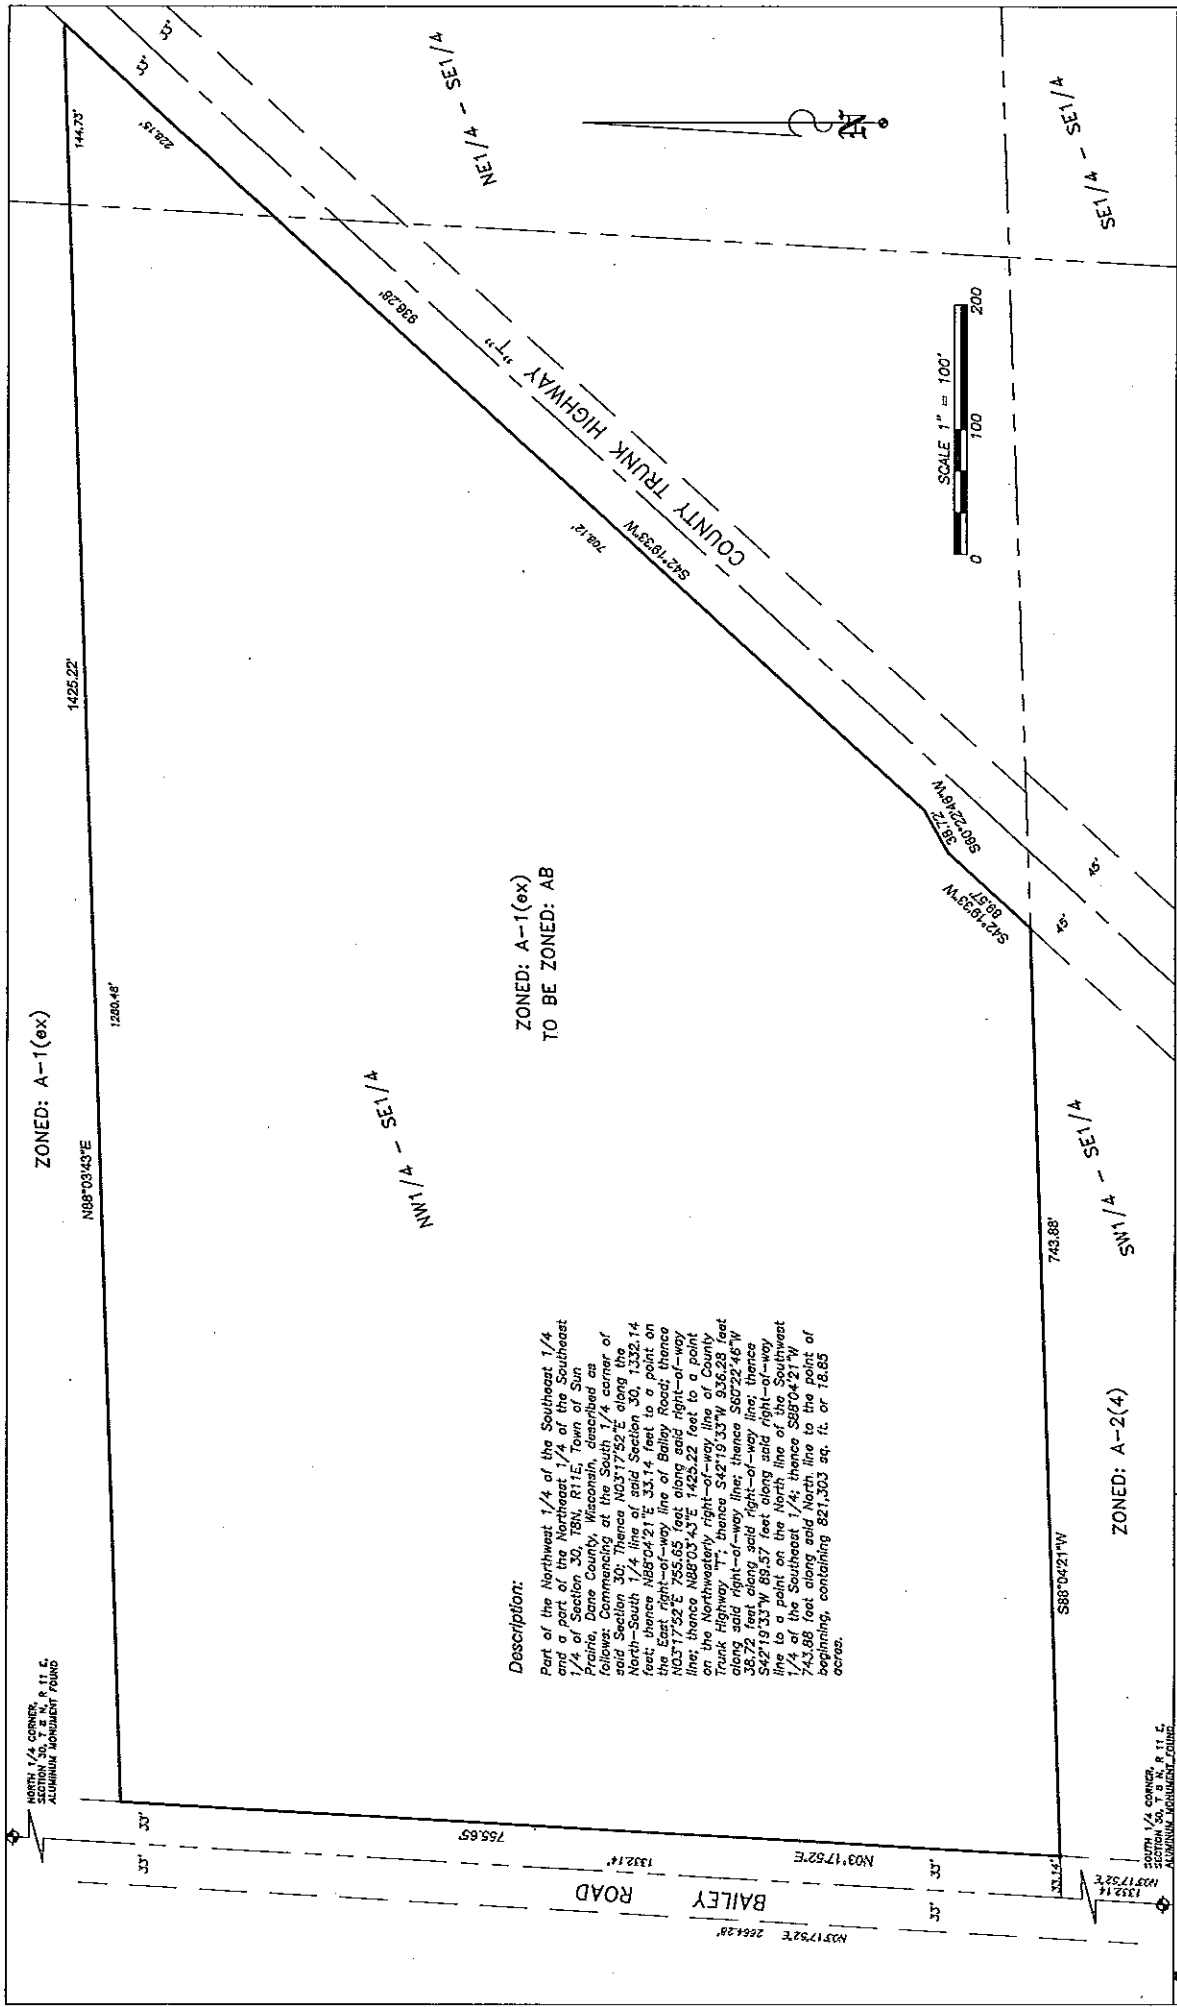 NORTH 1/4 CORNER,
SECTION 30, T 8 N, R 11 E,
ALUMINUM MONUMENT FOUND
ZONED: A-1(ex)
N88°03'43"E
1425.22'
1280.48'
144.73'
33'
33'
228.15'
33'
33'
NE1/4 - SE1/4
936.28'
708.12'
S42°19'33"W
COUNTY TRUNK HIGHWAY "T"
NW1/4 - SE1/4
ZONED: A-1(ex)
TO BE ZONED: AB
755.65'
1332.14'
N03°17'52"E
BAILEY ROAD
N03°17'52"E 2664.28'
33'
33'
Description:
Part of the Northwest 1/4 of the Southeast 1/4
and a part of the Northeast 1/4 of the Southeast
1/4 of Section 30, T8N, R11E, Town of Sun
Prairie, Dane County, Wisconsin, described as
follows: Commencing at the South 1/4 corner of
said Section 30; Thence N03°17'52"E along the
North-South 1/4 line of said Section 30, 1332.14
feet; thence N88°04'21"E 33.14 feet to a point on
the East right-of-way line of Bailey Road; thence
N03°17'52"E 755.65 feet along said right-of-way
line; thence N88°03'43"E 1425.22 feet to a point
on the Northwesterly right-of-way line of County
Trunk Highway "T"; thence S42°19'33"W 936.28 feet
along said right-of-way line; thence S60°22'46"W
38.72 feet along said right-of-way line; thence
S42°19'33"W 89.57 feet along said right-of-way
line to a point on the North line of the Southwest
1/4 of the Southeast 1/4; thence S88°04'21"W
743.88 feet along said North line to the point of
beginning, containing 821,303 sq. ft. or 18.85
acres.
38.72'
S60°22'46"W
S42°19'33"W
89.57'
45'
45'
SCALE 1" = 100'
0 100 200
N
SE1/4 - SE1/4
33.14'
S88°04'21"W
743.88'
SW1/4 - SE1/4
ZONED: A-2(4)
1332.14
N03°17'52"E
SOUTH 1/4 CORNER,
SECTION 30, T 8 N, R 11 E,
ALUMINUM MONUMENT FOUND